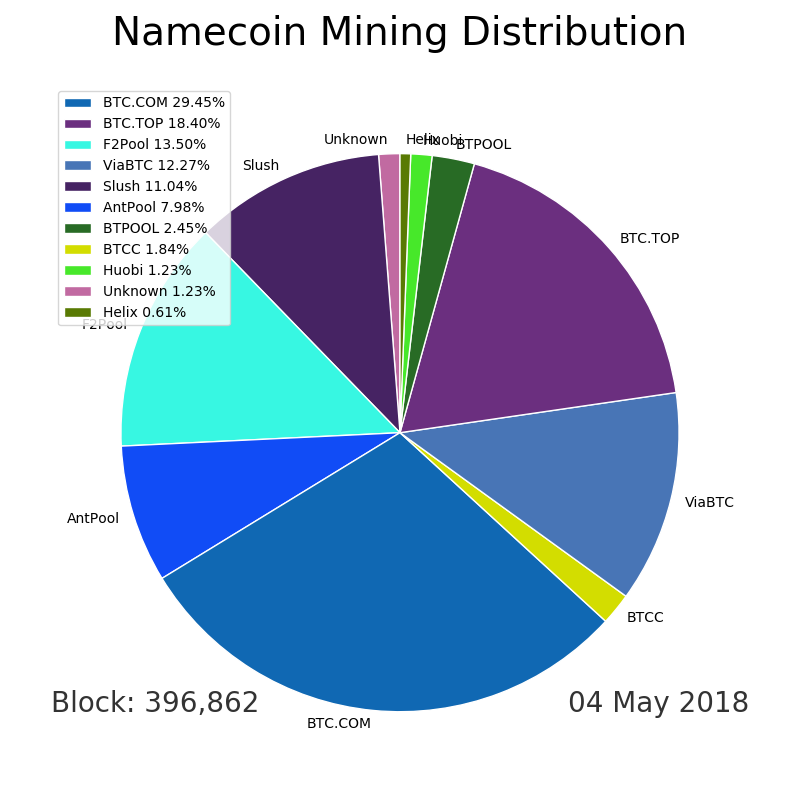 Namecoin Mining Distribution
BTC.COM 29.45%
BTC.TOP 18.40%
F2Pool 13.50%
ViaBTC 12.27%
Slush 11.04%
AntPool 7.98%
BTPOOL 2.45%
BTCC 1.84%
Huobi 1.23%
Unknown 1.23%
Helix 0.61%
Unknown
Helix
Huobi
BTPOOL
Slush
BTC.TOP
F2Pool
ViaBTC
AntPool
BTCC
BTC.COM
Block: 396,862
04 May 2018